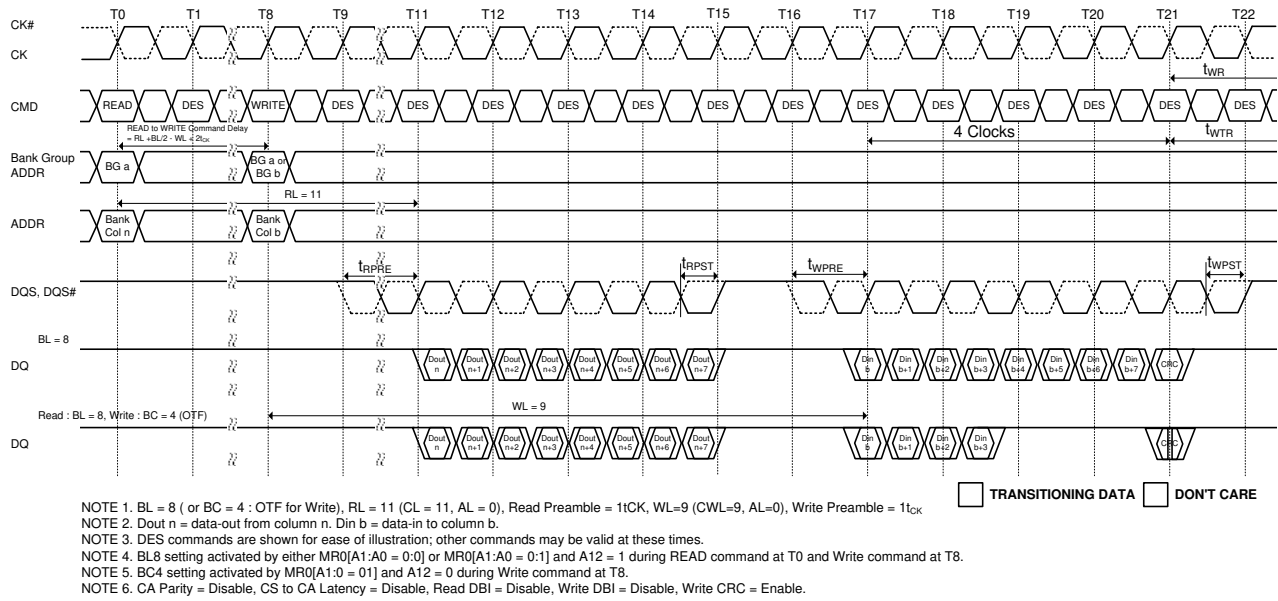 T0 T1 T8 T9 T11 T12 T13 T14 T15 T16 T17 T18 T19 T20 T21 T22
CK#
CK
tWR
CMD READ DES WRITE DES DES DES DES DES DES DES DES DES DES DES DES DES
READ to WRITE Command Delay
= RL +BL/2 - WL + 2tCK
4 Clocks
tWTR
Bank Group
ADDR
BG a
BG a or
BG b
RL = 11
ADDR
Bank
Col n
Bank
Col b
tRPRE tRPST tWPRE tWPST
DQS, DQS#
BL = 8
DQ
Dout n Dout n+1 Dout n+2 Dout n+3 Dout n+4 Dout n+5 Dout n+6 Dout n+7 Din b Din b+1 Din b+2 Din b+3 Din b+4 Din b+5 Din b+6 Din b+7 CRC
Read : BL = 8, Write : BC = 4 (OTF)
WL = 9
DQ
Dout n Dout n+1 Dout n+2 Dout n+3 Dout n+4 Dout n+5 Dout n+6 Dout n+7 Din b Din b+1 Din b+2 Din b+3 CRC
TRANSITIONING DATA DON'T CARE
NOTE 1. BL = 8 ( or BC = 4 : OTF for Write), RL = 11 (CL = 11, AL = 0), Read Preamble = 1tCK, WL=9 (CWL=9, AL=0), Write Preamble = 1tCK
NOTE 2. Dout n = data-out from column n. Din b = data-in to column b.
NOTE 3. DES commands are shown for ease of illustration; other commands may be valid at these times.
NOTE 4. BL8 setting activated by either MR0[A1:A0 = 0:0] or MR0[A1:A0 = 0:1] and A12 = 1 during READ command at T0 and Write command at T8.
NOTE 5. BC4 setting activated by MR0[A1:0 = 01] and A12 = 0 during Write command at T8.
NOTE 6. CA Parity = Disable, CS to CA Latency = Disable, Read DBI = Disable, Write DBI = Disable, Write CRC = Enable.